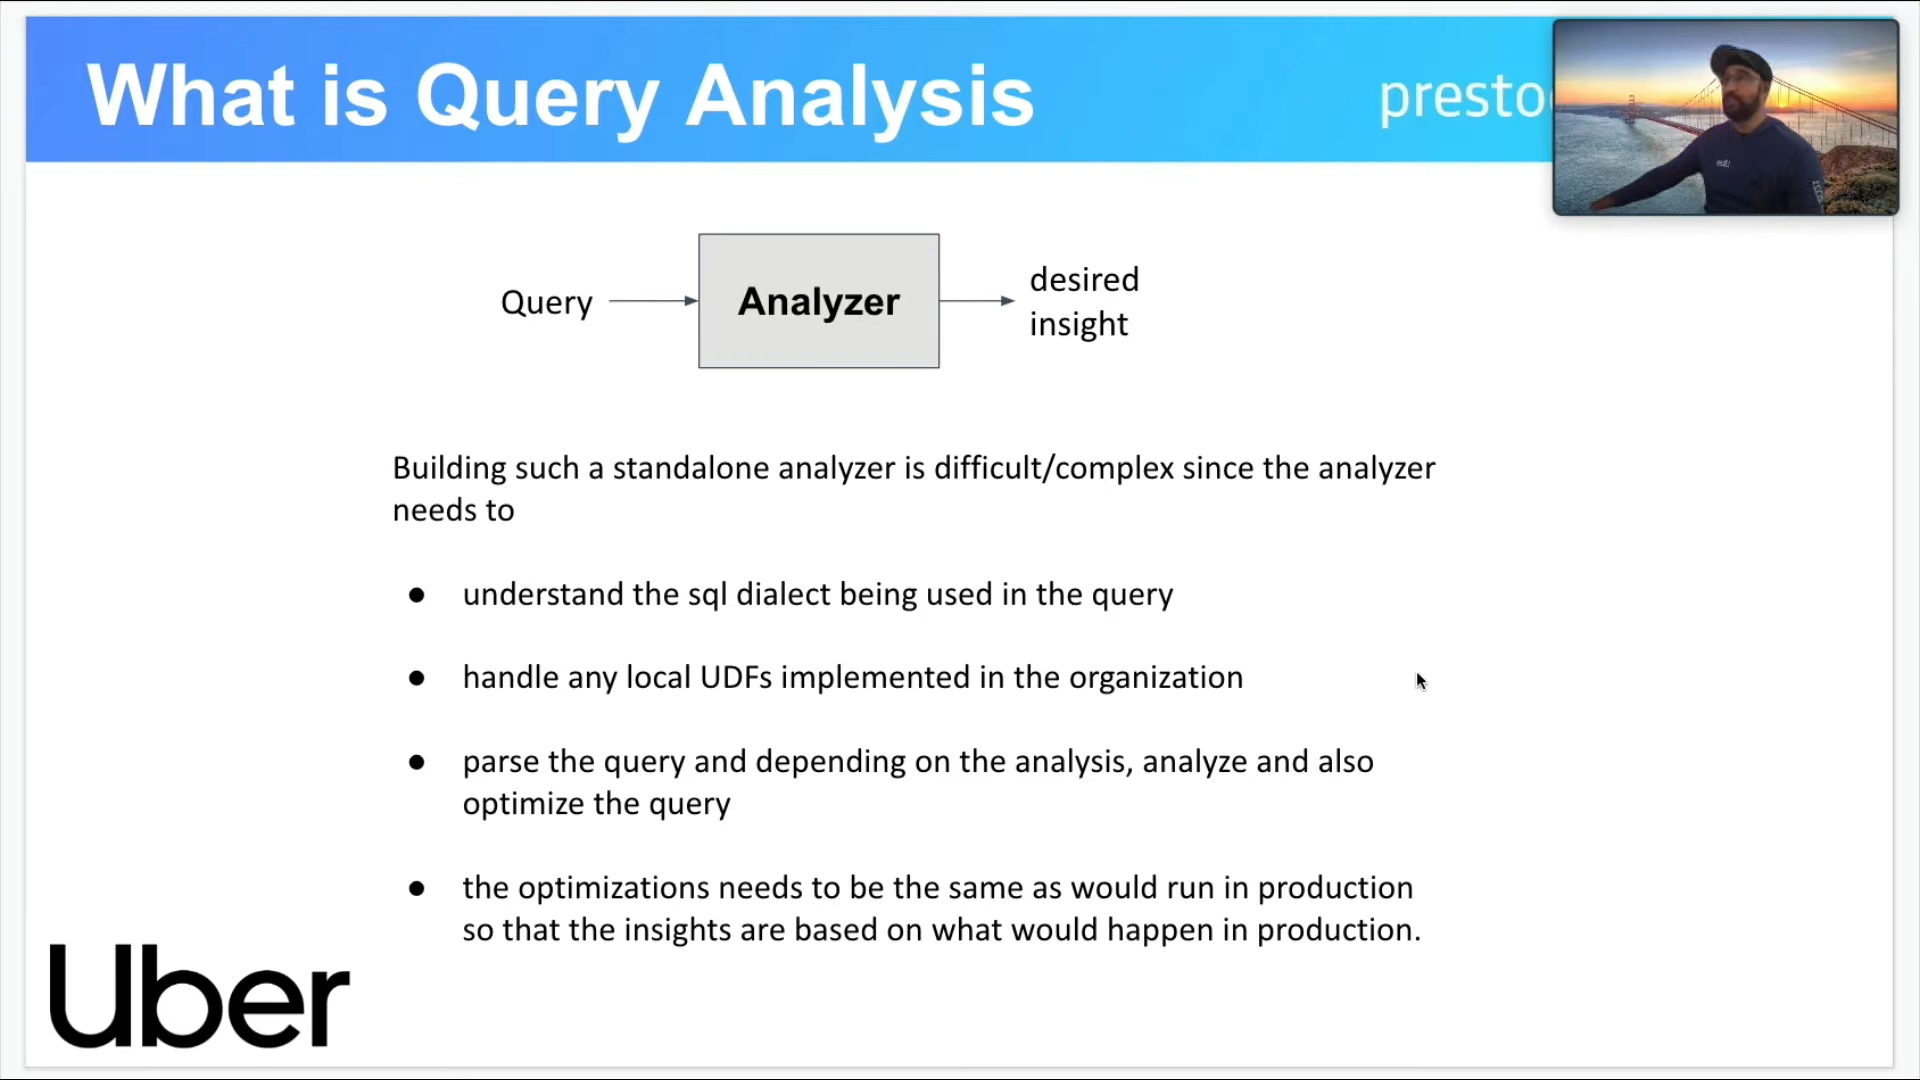 What is Query Analysis
presto
Query
Analyzer
desired
insight
Building such a standalone analyzer is difficult/complex since the analyzer
needs to
● understand the sql dialect being used in the query
● handle any local UDFs implemented in the organization
● parse the query and depending on the analysis, analyze and also
optimize the query
● the optimizations needs to be the same as would run in production
so that the insights are based on what would happen in production.
Uber